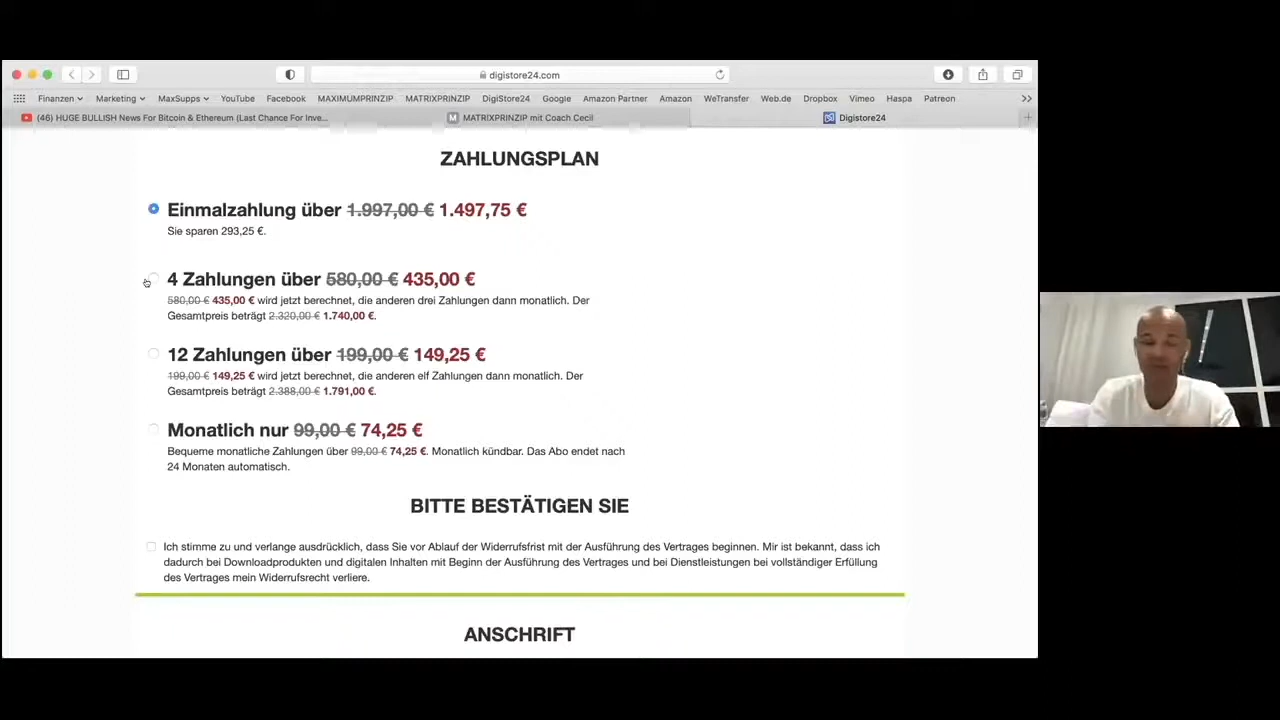 digistore24.com
Finanzen Marketing MaxSupps YouTube Facebook MAXIMUMPRINZIP MATRIXPRINZIP DigiStore24 Google Amazon Partner Amazon WeTransfer Web.de Dropbox Vimeo Haspa Patreon
(46) HUGE BULLISH News For Bitcoin & Ethereum (Last Chance For Inve... M MATRIXPRINZIP mit Coach Cecil Digistore24
ZAHLUNGSPLAN
Einmalzahlung über 1.997,00 € 1.497,75 €
Sie sparen 293,25 €.
4 Zahlungen über 580,00 € 435,00 €
580,00 € 435,00 € wird jetzt berechnet, die anderen drei Zahlungen dann monatlich. Der
Gesamtpreis beträgt 2.320,00 € 1.740,00 €.
12 Zahlungen über 199,00 € 149,25 €
199,00 € 149,25 € wird jetzt berechnet, die anderen elf Zahlungen dann monatlich. Der
Gesamtpreis beträgt 2.388,00 € 1.791,00 €.
Monatlich nur 99,00 € 74,25 €
Bequeme monatliche Zahlungen über 99,00 € 74,25 €. Monatlich kündbar. Das Abo endet nach
24 Monaten automatisch.
BITTE BESTÄTIGEN SIE
Ich stimme zu und verlange ausdrücklich, dass Sie vor Ablauf der Widerrufsfrist mit der Ausführung des Vertrages beginnen. Mir ist bekannt, dass ich
dadurch bei Downloadprodukten und digitalen Inhalten mit Beginn der Ausführung des Vertrages und bei Dienstleistungen bei vollständiger Erfüllung
des Vertrages mein Widerrufsrecht verliere.
ANSCHRIFT